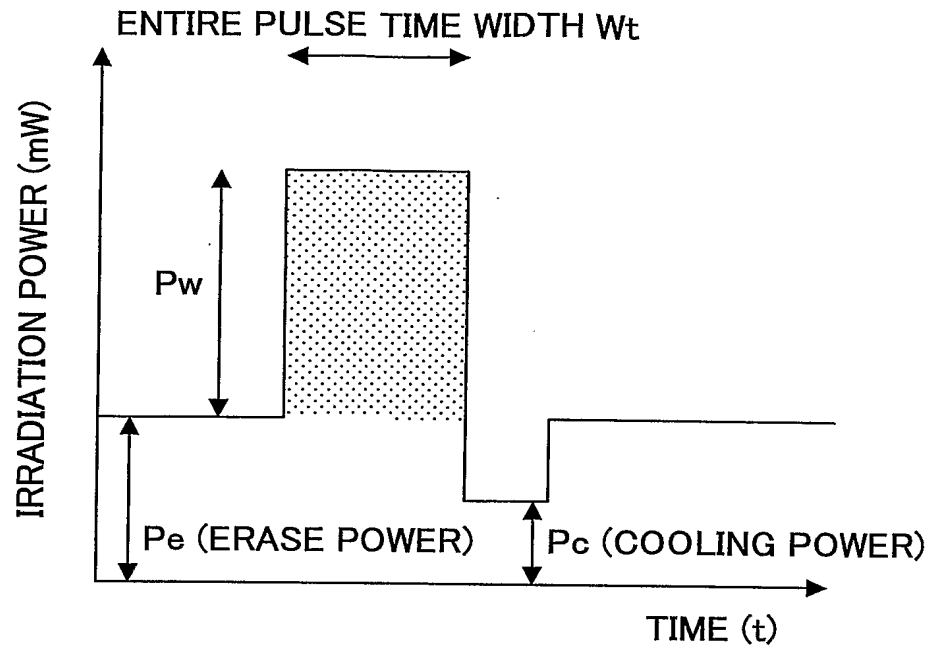 ENTIRE PULSE TIME WIDTH Wt
IRRADIATION POWER (mW)
Pw
Pe (ERASE POWER)
Pc (COOLING POWER)
TIME (t)